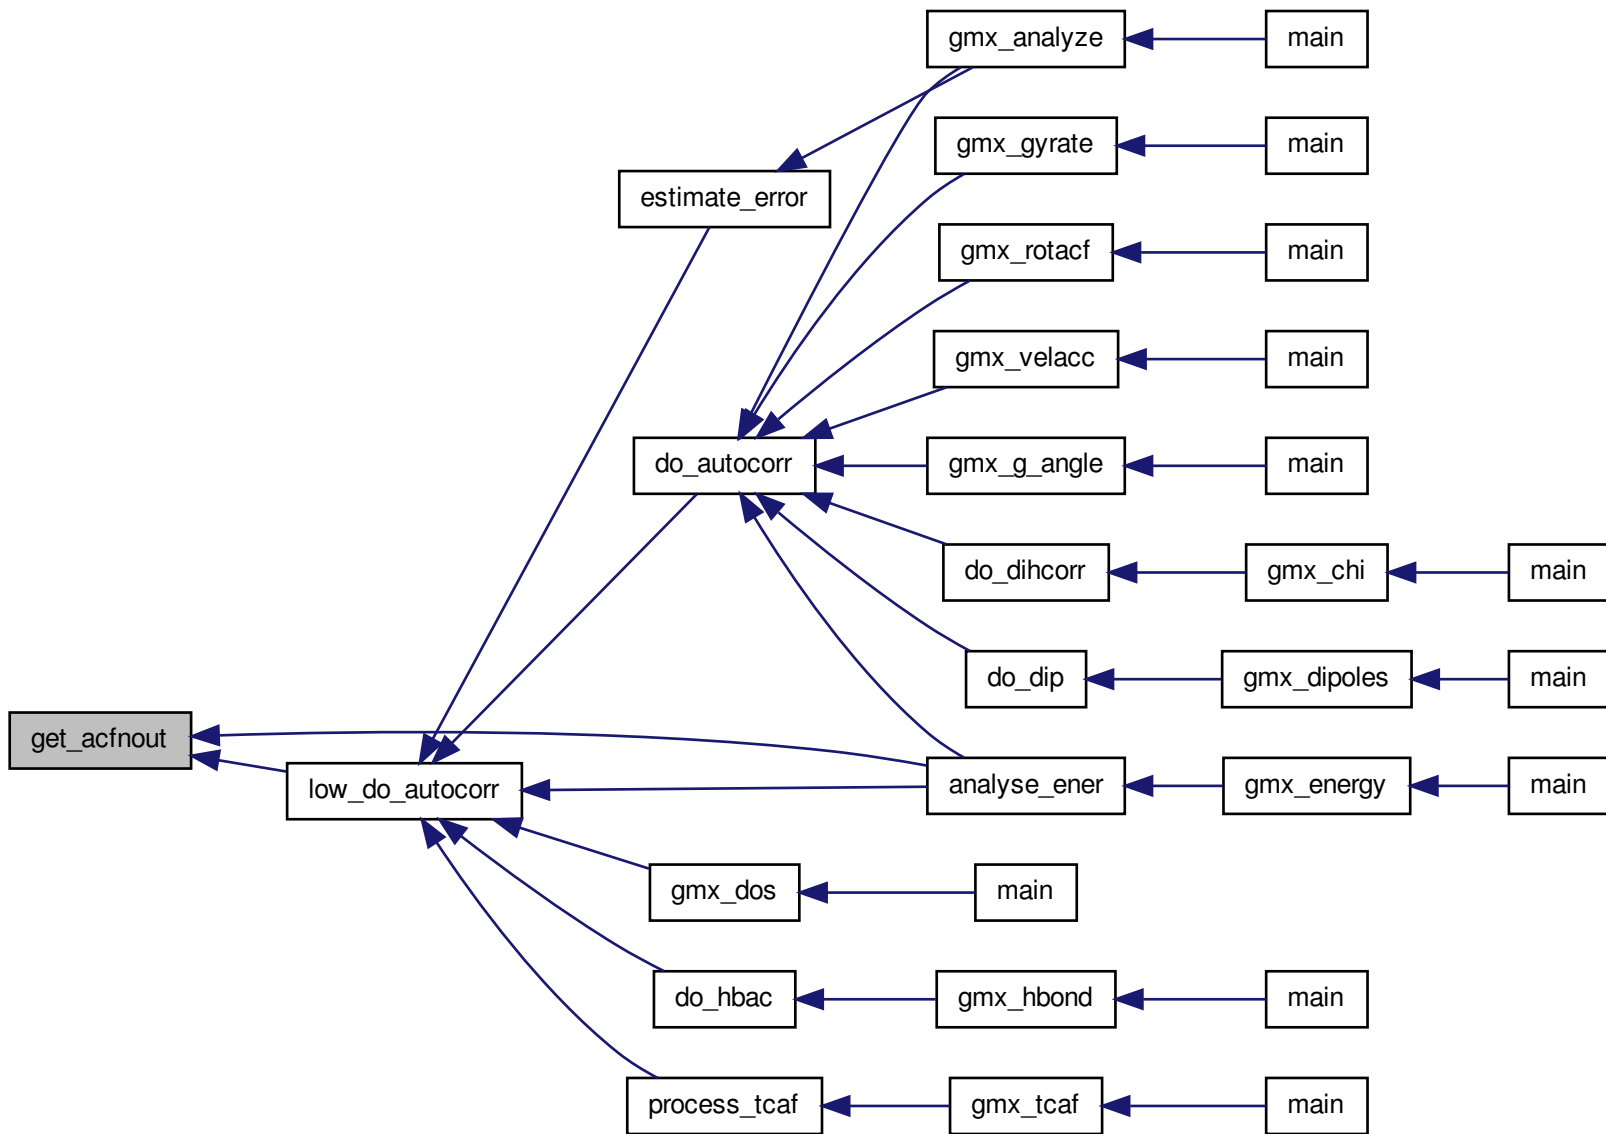 gmx_analyze
main
gmx_gyrate
main
estimate_error
gmx_rotacf
main
gmx_velacc
main
do_autocorr
gmx_g_angle
main
do_dihcorr
gmx_chi
main
do_dip
gmx_dipoles
main
get_acfnout
low_do_autocorr
analyse_ener
gmx_energy
main
gmx_dos
main
do_hbac
gmx_hbond
main
process_tcaf
gmx_tcaf
main